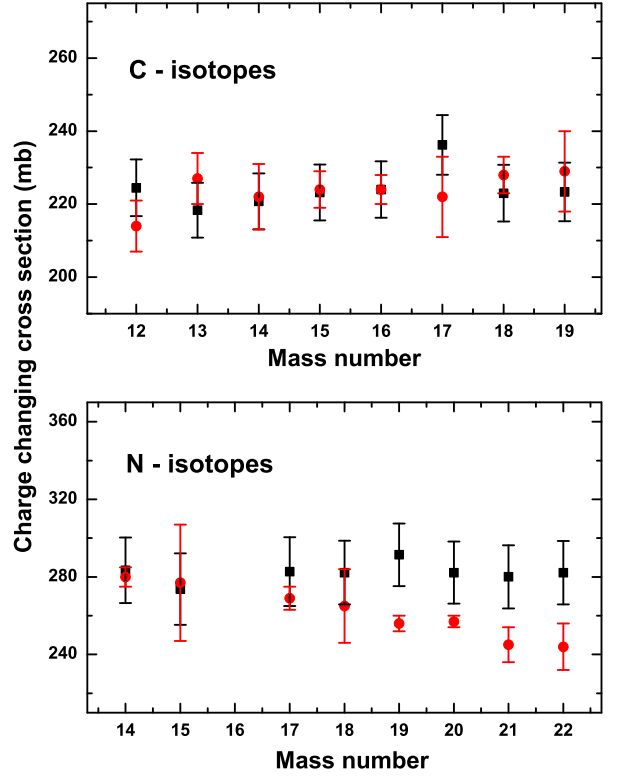 C - isotopes
260
240
220
200
12 13 14 15 16 17 18 19
Mass number
Charge changing cross section (mb)
N - isotopes
360
320
280
240
14 15 16 17 18 19 20 21 22
Mass number